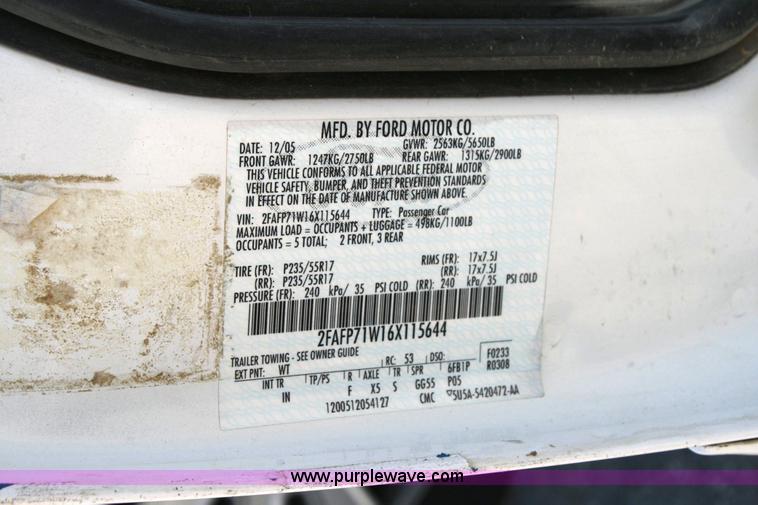 MFD. BY FORD MOTOR CO.
DATE: 12/05 GVWR: 2563KG/5650LB
FRONT GAWR: 1247KG/2750LB REAR GAWR: 1315KG/2900LB
THIS VEHICLE CONFORMS TO ALL APPLICABLE FEDERAL MOTOR
VEHICLE SAFETY, BUMPER, AND THEFT PREVENTION STANDARDS
IN EFFECT ON THE DATE OF MANUFACTURE SHOWN ABOVE.
VIN: 2FAFP71W16X115644 TYPE: Passenger Car
MAXIMUM LOAD = OCCUPANTS + LUGGAGE = 498KG/1100LB
OCCUPANTS = 5 TOTAL; 2 FRONT, 3 REAR
TIRE (FR): P235/55R17 RIMS (FR): 17x7.5J
(RR): P235/55R17 (RR): 17x7.5J
PRESSURE (FR): 240 kPa/ 35 PSI COLD (RR): 240 kPa/ 35 PSI COLD
2FAFP71W16X115644
TRAILER TOWING - SEE OWNER GUIDE
EXT PNT: WT RC: 53 DSO: F0233
INT TR TP/PS R AXLE TR SPR 6FB1P R0308
IN F X5 S GG55 P05
1200512054127 CMC 5U5A-5420472-AA
www.purplewave.com